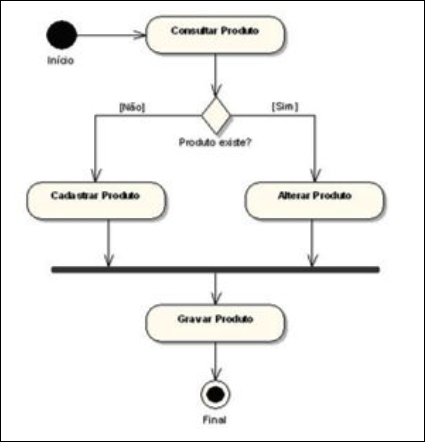 Consultar Produto
Início
[Não]
[Sim]
Produto existe?
Cadastrar Produto
Alterar Produto
Gravar Produto
Final